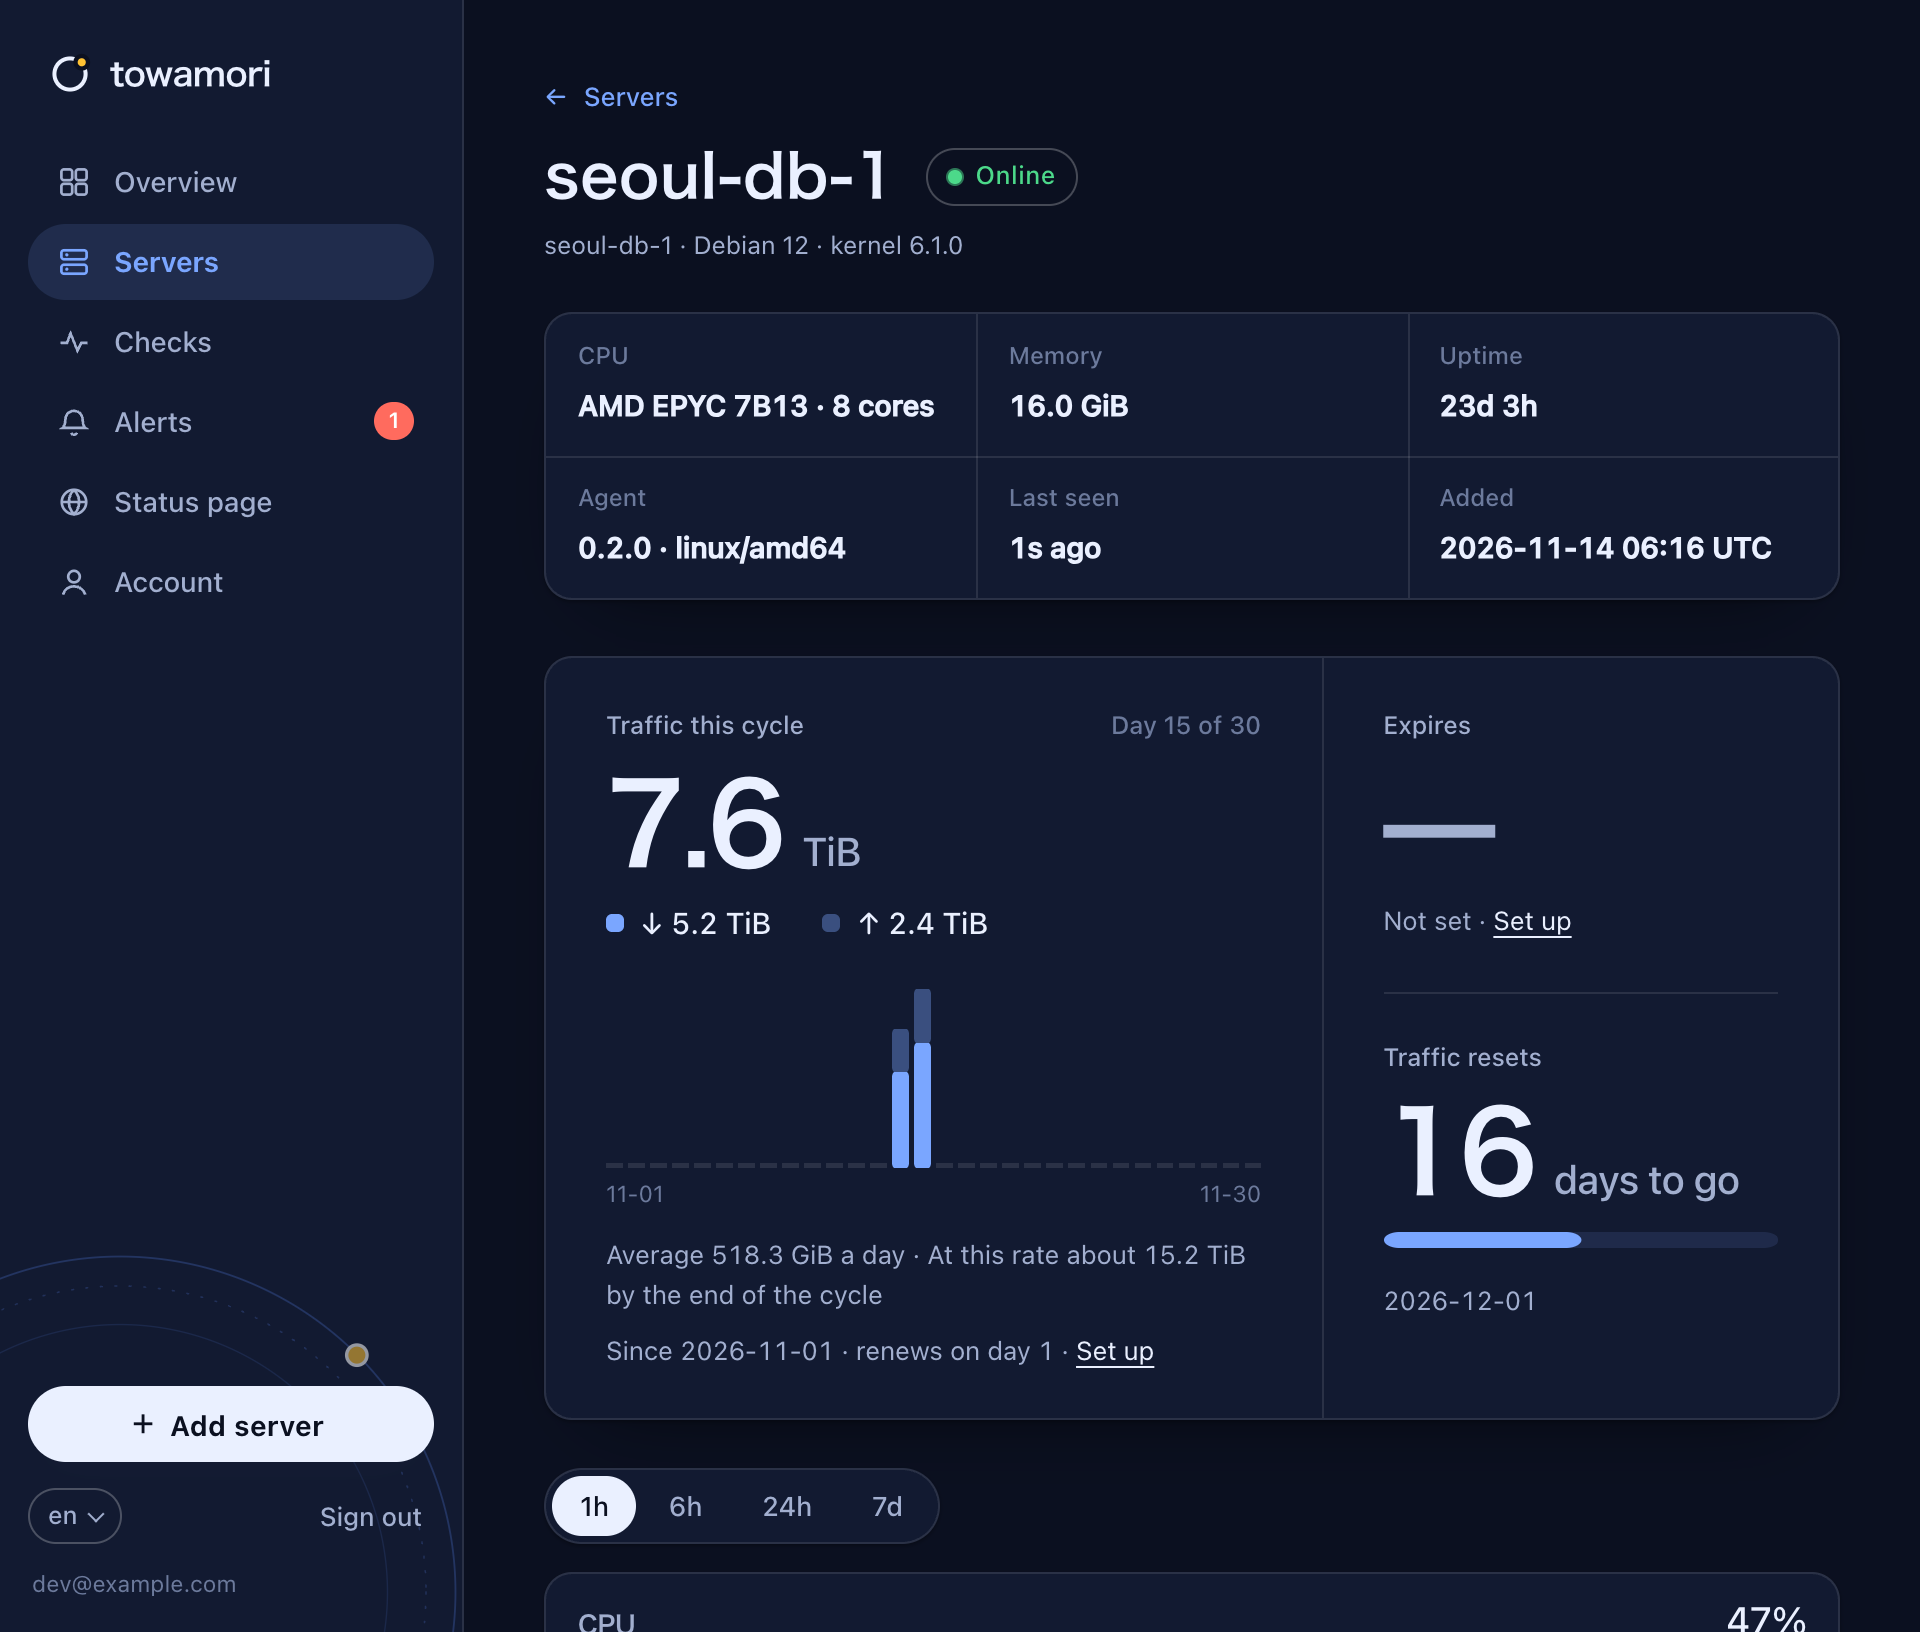 towamori
Overview
Servers
Checks
Alerts 1
Status page
Account
+ Add server
en
Sign out
dev@example.com
← Servers
seoul-db-1
Online
seoul-db-1 · Debian 12 · kernel 6.1.0
CPU
AMD EPYC 7B13 · 8 cores
Memory
16.0 GiB
Uptime
23d 3h
Agent
0.2.0 · linux/amd64
Last seen
1s ago
Added
2026-11-14 06:16 UTC
Traffic this cycle
Day 15 of 30
7.6 TiB
↓ 5.2 TiB
↑ 2.4 TiB
11-01
11-30
Average 518.3 GiB a day · At this rate about 15.2 TiB
by the end of the cycle
Since 2026-11-01 · renews on day 1 · Set up
Expires
—
Not set · Set up
Traffic resets
16 days to go
2026-12-01
1h
6h
24h
7d
CPU
47%